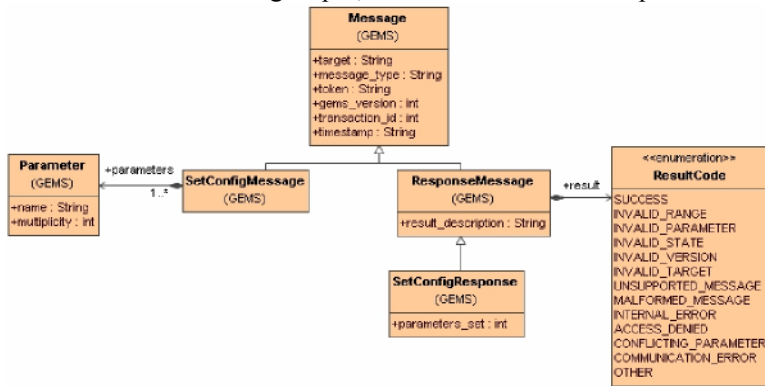 Message
(GEMS)
+target : String
+message_type : String
+token : String
+gems_version : int
+transaction_id : int
+timestamp : String
Parameter
(GEMS)
+name : String
+multiplicity : int
+parameters
1..*
SetConfigMessage
(GEMS)
ResponseMessage
(GEMS)
+result_description : String
+result
SetConfigResponse
(GEMS)
+parameters_set : int
<<enumeration>>
ResultCode
SUCCESS
INVALID_RANGE
INVALID_PARAMETER
INVALID_STATE
INVALID_VERSION
INVALID_TARGET
UNSUPPORTED_MESSAGE
MALFORMED_MESSAGE
INTERNAL_ERROR
ACCESS_DENIED
CONFLICTING_PARAMETER
COMMUNICATION_ERROR
OTHER